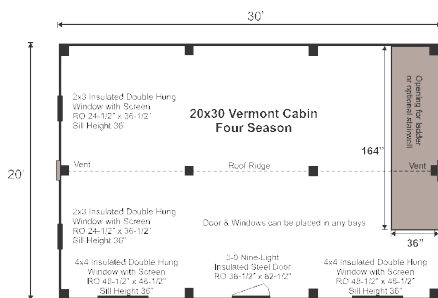 30'
2x3 Insulated Double Hung
Window with Screen
RO 24-1/2" x 36-1/2"
Sill Height 36"
20x30 Vermont Cabin
Four Season
Opening for ladder
or optional stairwell
20'
Vent
Roof Ridge
164"
Vent
2x3 Insulated Double Hung
Window with Screen
RO 24-1/2" x 36-1/2"
Sill Height 36"
Door & Windows can be placed in any bays
36"
4x4 Insulated Double Hung
Window with Screen
RO 48-1/2" x 48-1/2"
Sill Height 36"
3-0 Nine-Light
Insulated Steel Door
RO 38-1/2" x 82-1/2"
4x4 Insulated Double Hung
Window with Screen
RO 48-1/2" x 48-1/2"
Sill Height 36"